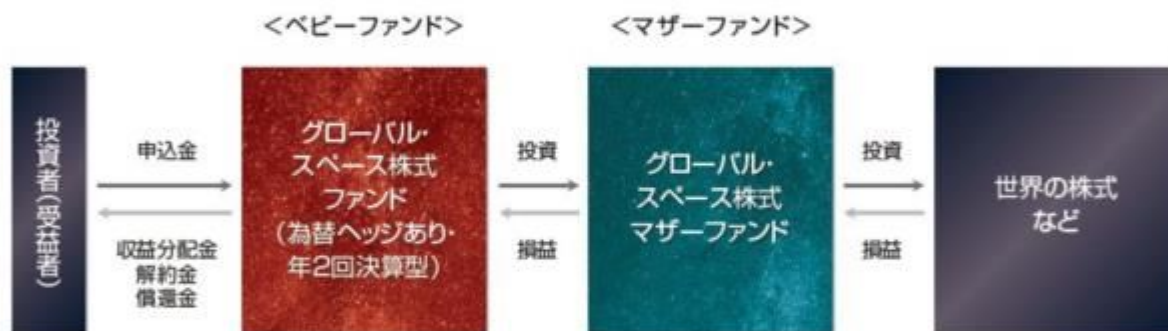 <ベビーファンド>
<マザーファンド>
投資者(受益者)
申込金
収益分配金
解約金
償還金
グローバル・
スペース株式
ファンド
(為替ヘッジあり・
年2回決算型)
投資
損益
グローバル・
スペース株式
マザーファンド
投資
損益
世界の株式
など